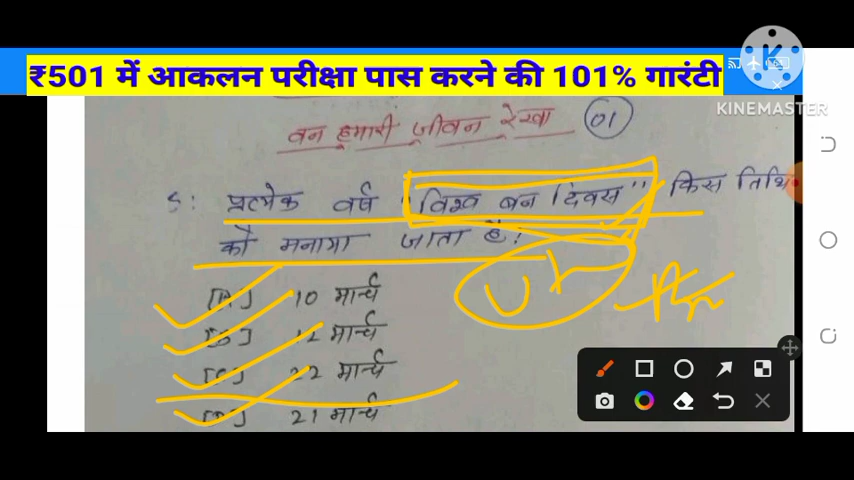 ₹501 में आकलन परीक्षा पास करने की 101% गारंटी
KINEMASTER
वन हमारी जीवन रेखा 01
5: प्रत्येक वर्ष "विश्व बन दिवस" किस तिथि
को मनाया जाता है?
[A] 10 मार्च
[B] 12 मार्च
[C] 22 मार्च
[D] 21 मार्च